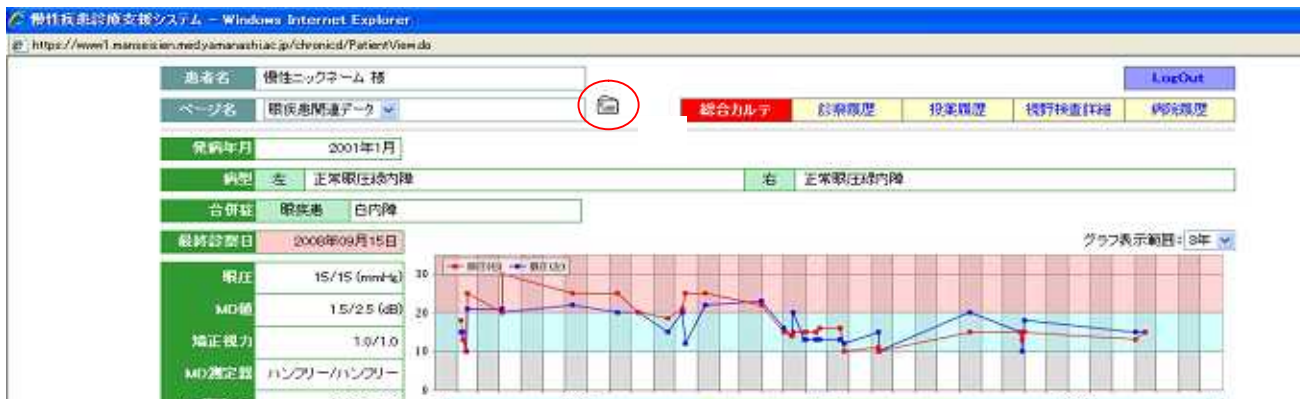 慢性疾患診療支援システム - Windows Internet Explorer
https://www1.manseisien.med.yamanashi.ac.jp/chronicd/PatientView.do
患者名 慢性ニックネーム 様 LogOut
ページ名 眼疾患関連データ 総合カルテ 診療履歴 投薬履歴 視野検査詳細 病院履歴
発病年月 2001年1月
病型 左 正常眼圧緑内障 右 正常眼圧緑内障
合併症 眼疾患 白内障
最終診察日 2008年09月15日 グラフ表示範囲: 3年
眼圧 15/15 (mmHg) 30 眼圧(右) 眼圧(左)
MD値 1.5/2.5 (dB) 20
矯正視力 1.0/1.0 10
MD測定器 ハンフリー/ハンフリー 0